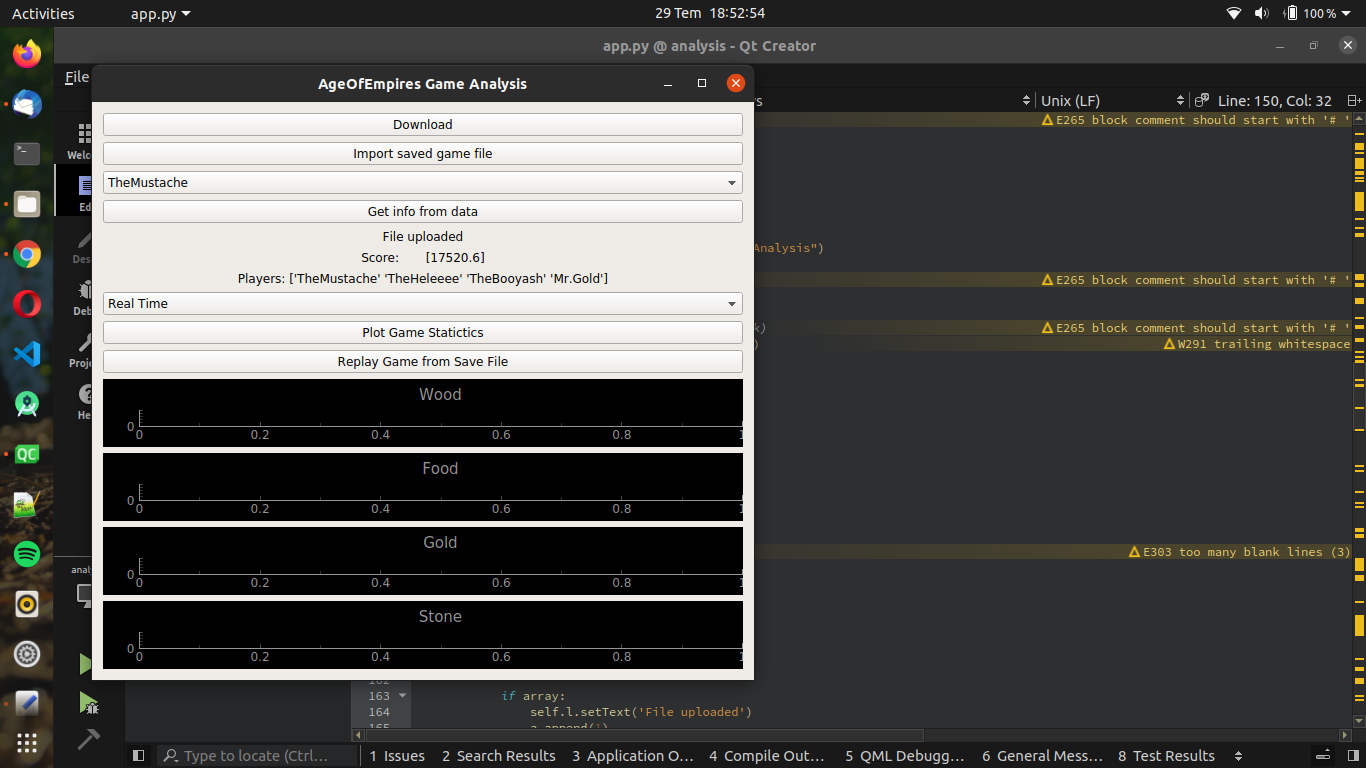 Activities
app.py
29 Tem 18:52:54
100 %
app.py @ analysis - Qt Creator
File
AgeOfEmpires Game Analysis
Unix (LF)
Line: 150, Col: 32
Download
E265 block comment should start with '# '
Import saved game file
TheMustache
Get info from data
File uploaded
Analysis")
Score: [17520.6]
Players: ['TheMustache' 'TheHeleeee' 'TheBooyash' 'Mr.Gold']
E265 block comment should start with '# '
Real Time
Plot Game Statictics
k)
E265 block comment should start with '# '
)
W291 trailing whitespace
Replay Game from Save File
Wood
0
0 0.2 0.4 0.6 0.8 1
Food
0
0 0.2 0.4 0.6 0.8 1
Gold
E303 too many blank lines (3)
0
0 0.2 0.4 0.6 0.8 1
Stone
0
0 0.2 0.4 0.6 0.8 1
163 if array:
164 self.l.setText('File uploaded')
165 a.append(1)
Type to locate (Ctrl...
1 Issues
2 Search Results
3 Application O...
4 Compile Out...
5 QML Debugg...
6 General Mess...
8 Test Results